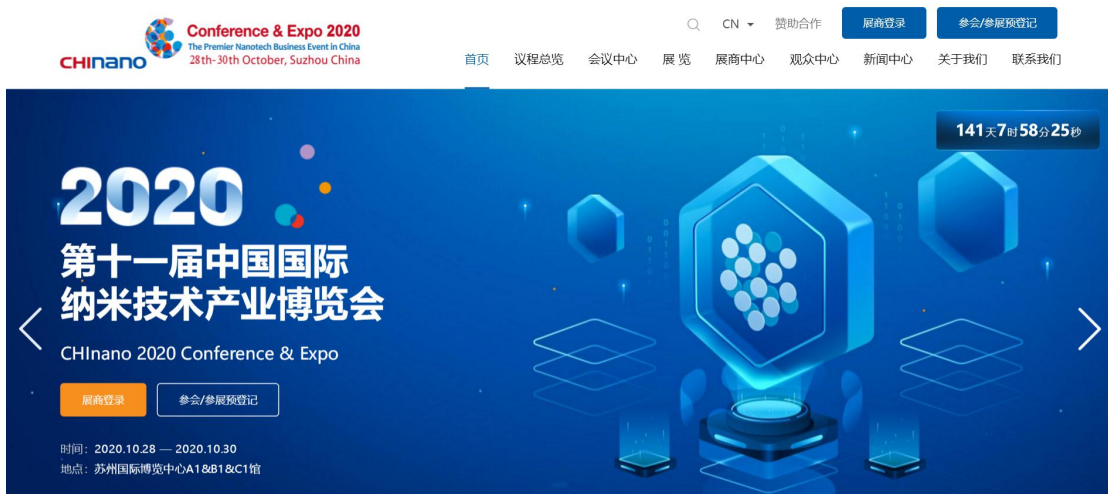 CHInano
Conference & Expo 2020
The Premier Nanotech Business Event in China
28th-30th October, Suzhou China
CN
赞助合作
展商登录
参会/参展预登记
首页 议程总览 会议中心 展 览 展商中心 观众中心 新闻中心 关于我们 联系我们
141天7时58分25秒
2020
第十一届中国国际
纳米技术产业博览会
CHInano 2020 Conference & Expo
展商登录
参会/参展预登记
时间：2020.10.28 — 2020.10.30
地点：苏州国际博览中心A1&B1&C1馆